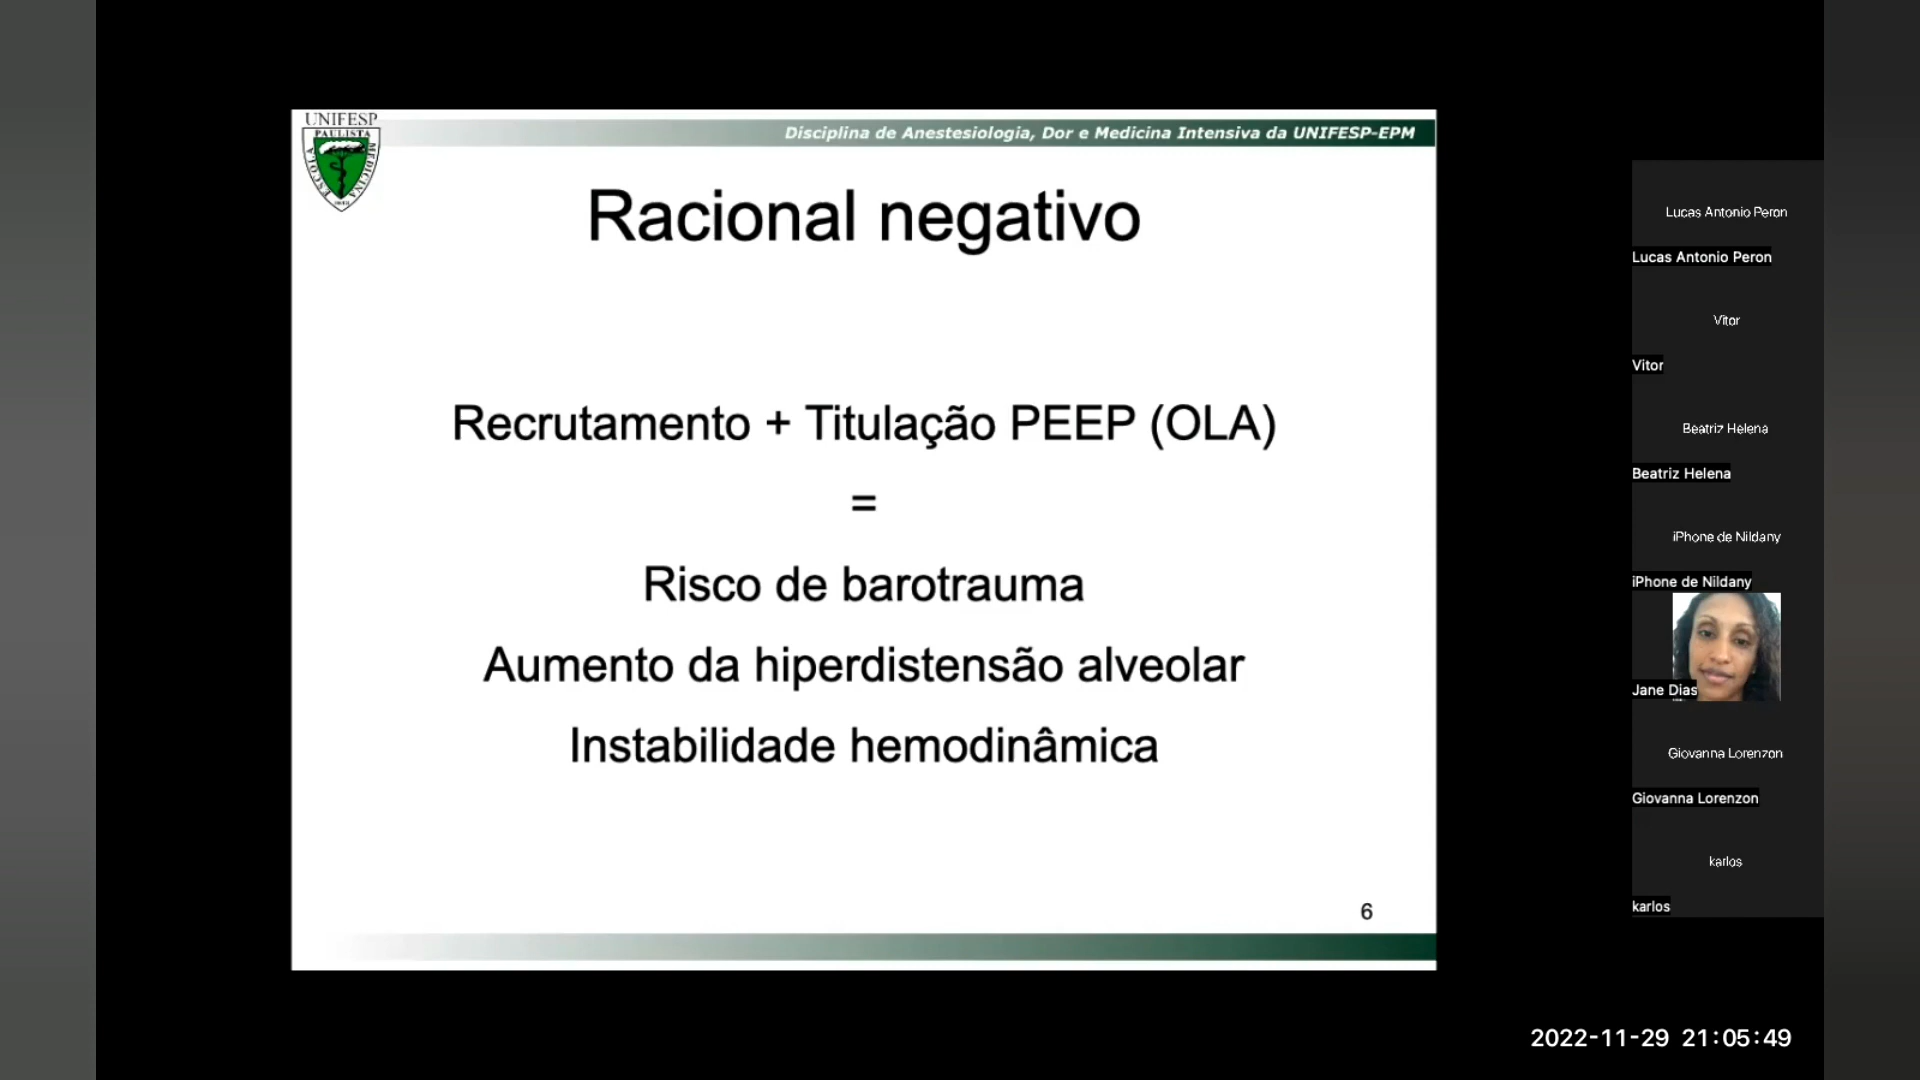 UNIFESP
PAULISTA
ESCOLA
MEDICINA
Disciplina de Anestesiologia, Dor e Medicina Intensiva da UNIFESP-EPM
Racional negativo
Recrutamento + Titulação PEEP (OLA)
=
Risco de barotrauma
Aumento da hiperdistensão alveolar
Instabilidade hemodinâmica
6
Lucas Antonio Peron
Lucas Antonio Peron
Vitor
Vitor
Beatriz Helena
Beatriz Helena
iPhone de Nildany
iPhone de Nildany
Jane Dias
Giovanna Lorenzon
Giovanna Lorenzon
karlos
karlos
2022-11-29 21:05:49